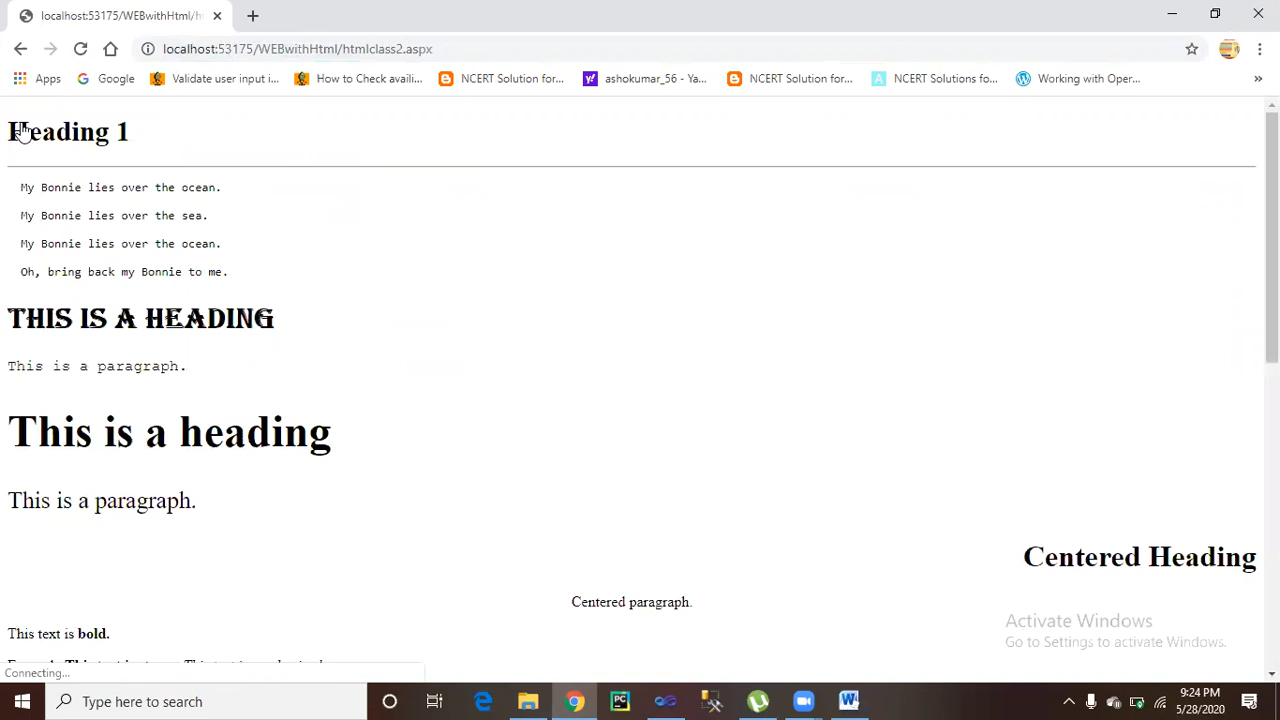 localhost:53175/WEBwithHtml/h
localhost:53175/WEBwithHtml/htmlclass2.aspx
Apps Google Validate user input i... How to Check availi... NCERT Solution for... ashokumar_56 - Ya... NCERT Solution for... NCERT Solutions fo... Working with Oper... »
Heading 1
My Bonnie lies over the ocean.
My Bonnie lies over the sea.
My Bonnie lies over the ocean.
Oh, bring back my Bonnie to me.
THIS IS A HEADING
This is a paragraph.
This is a heading
This is a paragraph.
Centered Heading
Centered paragraph.
This text is bold.
Activate Windows
Go to Settings to activate Windows.
Connecting...
Type here to search
9:24 PM
5/28/2020